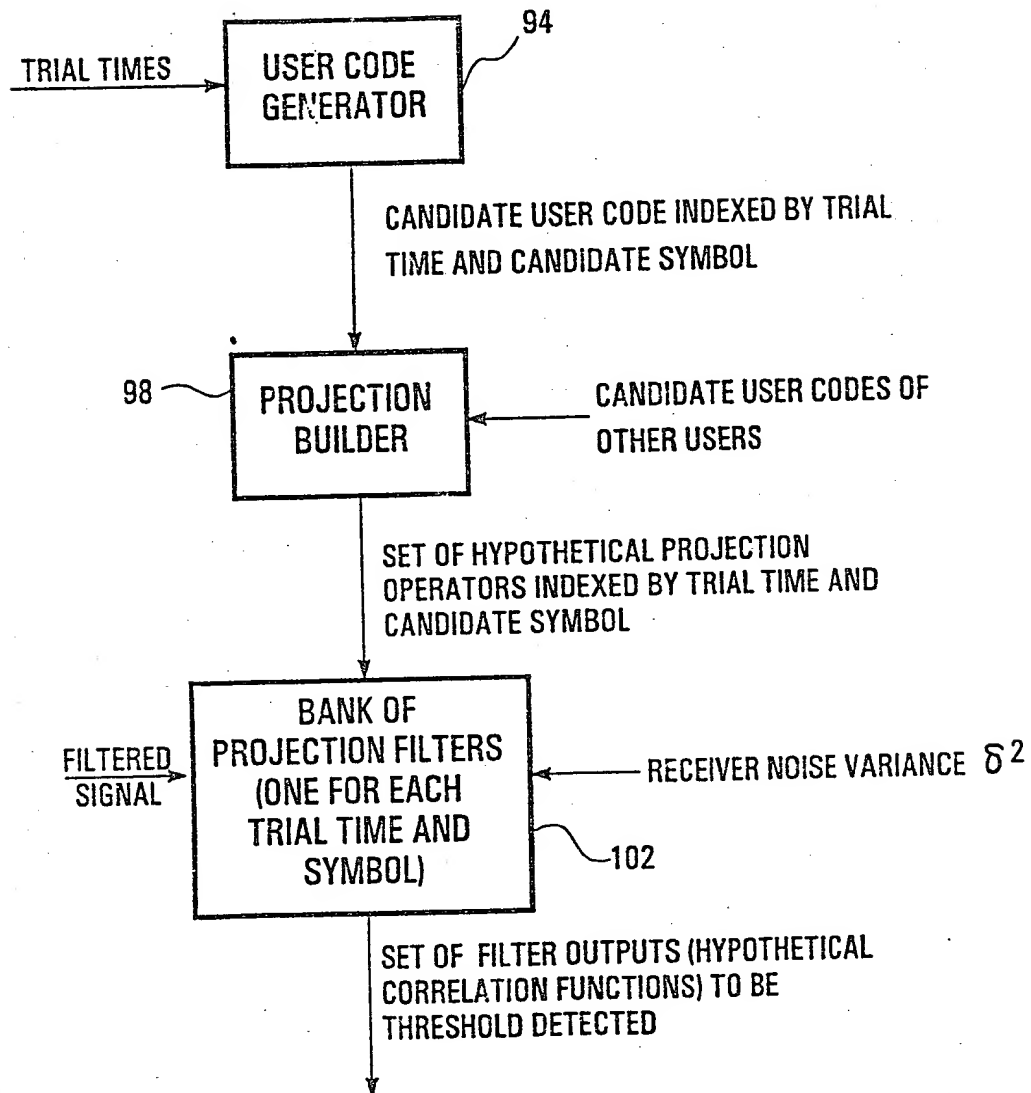 94
TRIAL TIMES
USER CODE
GENERATOR
CANDIDATE USER CODE INDEXED BY TRIAL
TIME AND CANDIDATE SYMBOL
98
PROJECTION
BUILDER
CANDIDATE USER CODES OF
OTHER USERS
SET OF HYPOTHETICAL PROJECTION
OPERATORS INDEXED BY TRIAL TIME AND
CANDIDATE SYMBOL
BANK OF
PROJECTION FILTERS
(ONE FOR EACH
TRIAL TIME AND
SYMBOL)
FILTERED
SIGNAL
RECEIVER NOISE VARIANCE δ²
102
SET OF FILTER OUTPUTS (HYPOTHETICAL
CORRELATION FUNCTIONS) TO BE
THRESHOLD DETECTED